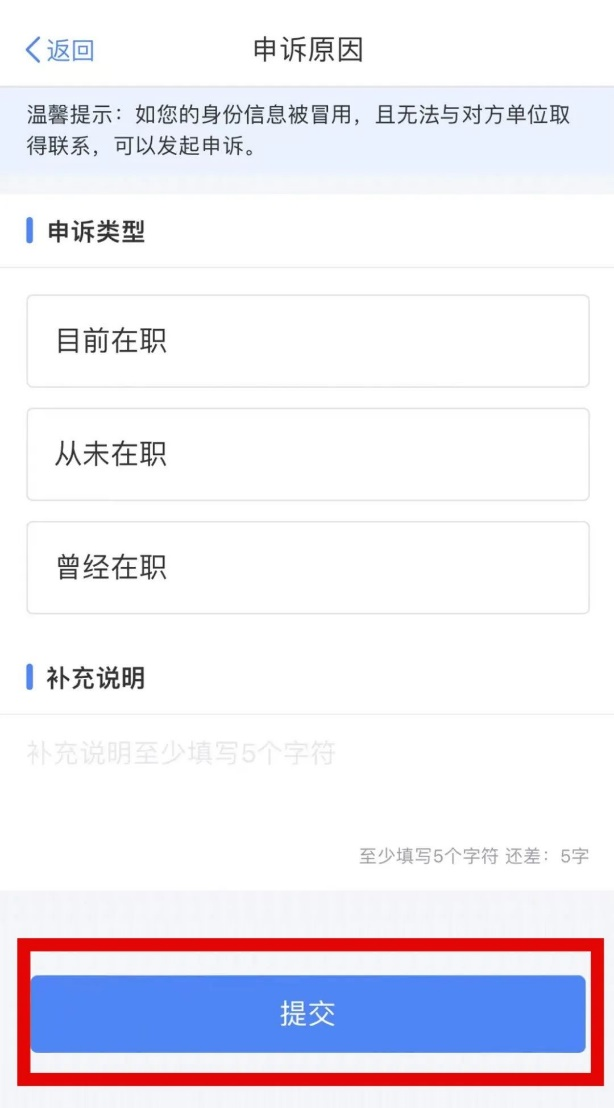 返回
申诉原因
温馨提示：如您的身份信息被冒用，且无法与对方单位取
得联系，可以发起申诉。
申诉类型
目前在职
从未在职
曾经在职
补充说明
补充说明至少填写5个字符
至少填写5个字符 还差：5字
提交